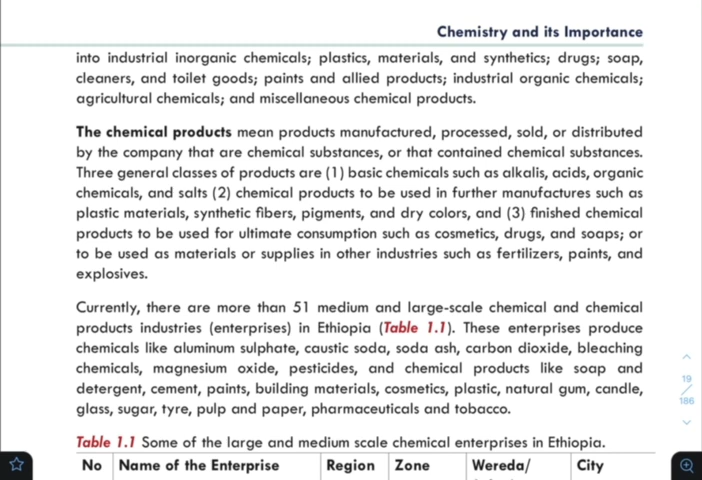 Chemistry and its Importance
into industrial inorganic chemicals; plastics, materials, and synthetics; drugs; soap,
cleaners, and toilet goods; paints and allied products; industrial organic chemicals;
agricultural chemicals; and miscellaneous chemical products.
The chemical products mean products manufactured, processed, sold, or distributed
by the company that are chemical substances, or that contained chemical substances.
Three general classes of products are (1) basic chemicals such as alkalis, acids, organic
chemicals, and salts (2) chemical products to be used in further manufactures such as
plastic materials, synthetic fibers, pigments, and dry colors, and (3) finished chemical
products to be used for ultimate consumption such as cosmetics, drugs, and soaps; or
to be used as materials or supplies in other industries such as fertilizers, paints, and
explosives.
Currently, there are more than 51 medium and large-scale chemical and chemical
products industries (enterprises) in Ethiopia (Table 1.1). These enterprises produce
chemicals like aluminum sulphate, caustic soda, soda ash, carbon dioxide, bleaching
chemicals, magnesium oxide, pesticides, and chemical products like soap and
detergent, cement, paints, building materials, cosmetics, plastic, natural gum, candle,
glass, sugar, tyre, pulp and paper, pharmaceuticals and tobacco.
Table 1.1 Some of the large and medium scale chemical enterprises in Ethiopia.
No Name of the Enterprise Region Zone Wereda/ City
19
186